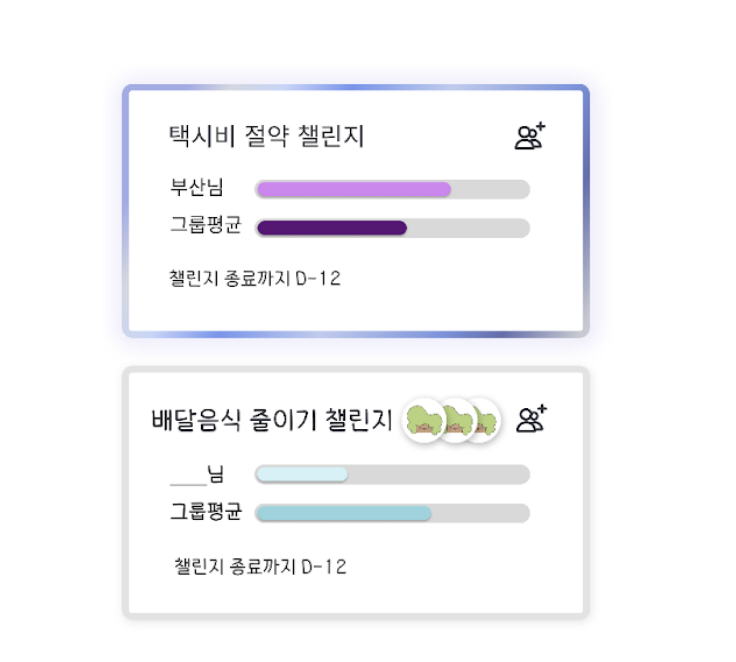 택시비 절약 챌린지
부산님
그룹평균
챌린지 종료까지 D-12
배달음식 줄이기 챌린지
___님
그룹평균
챌린지 종료까지 D-12